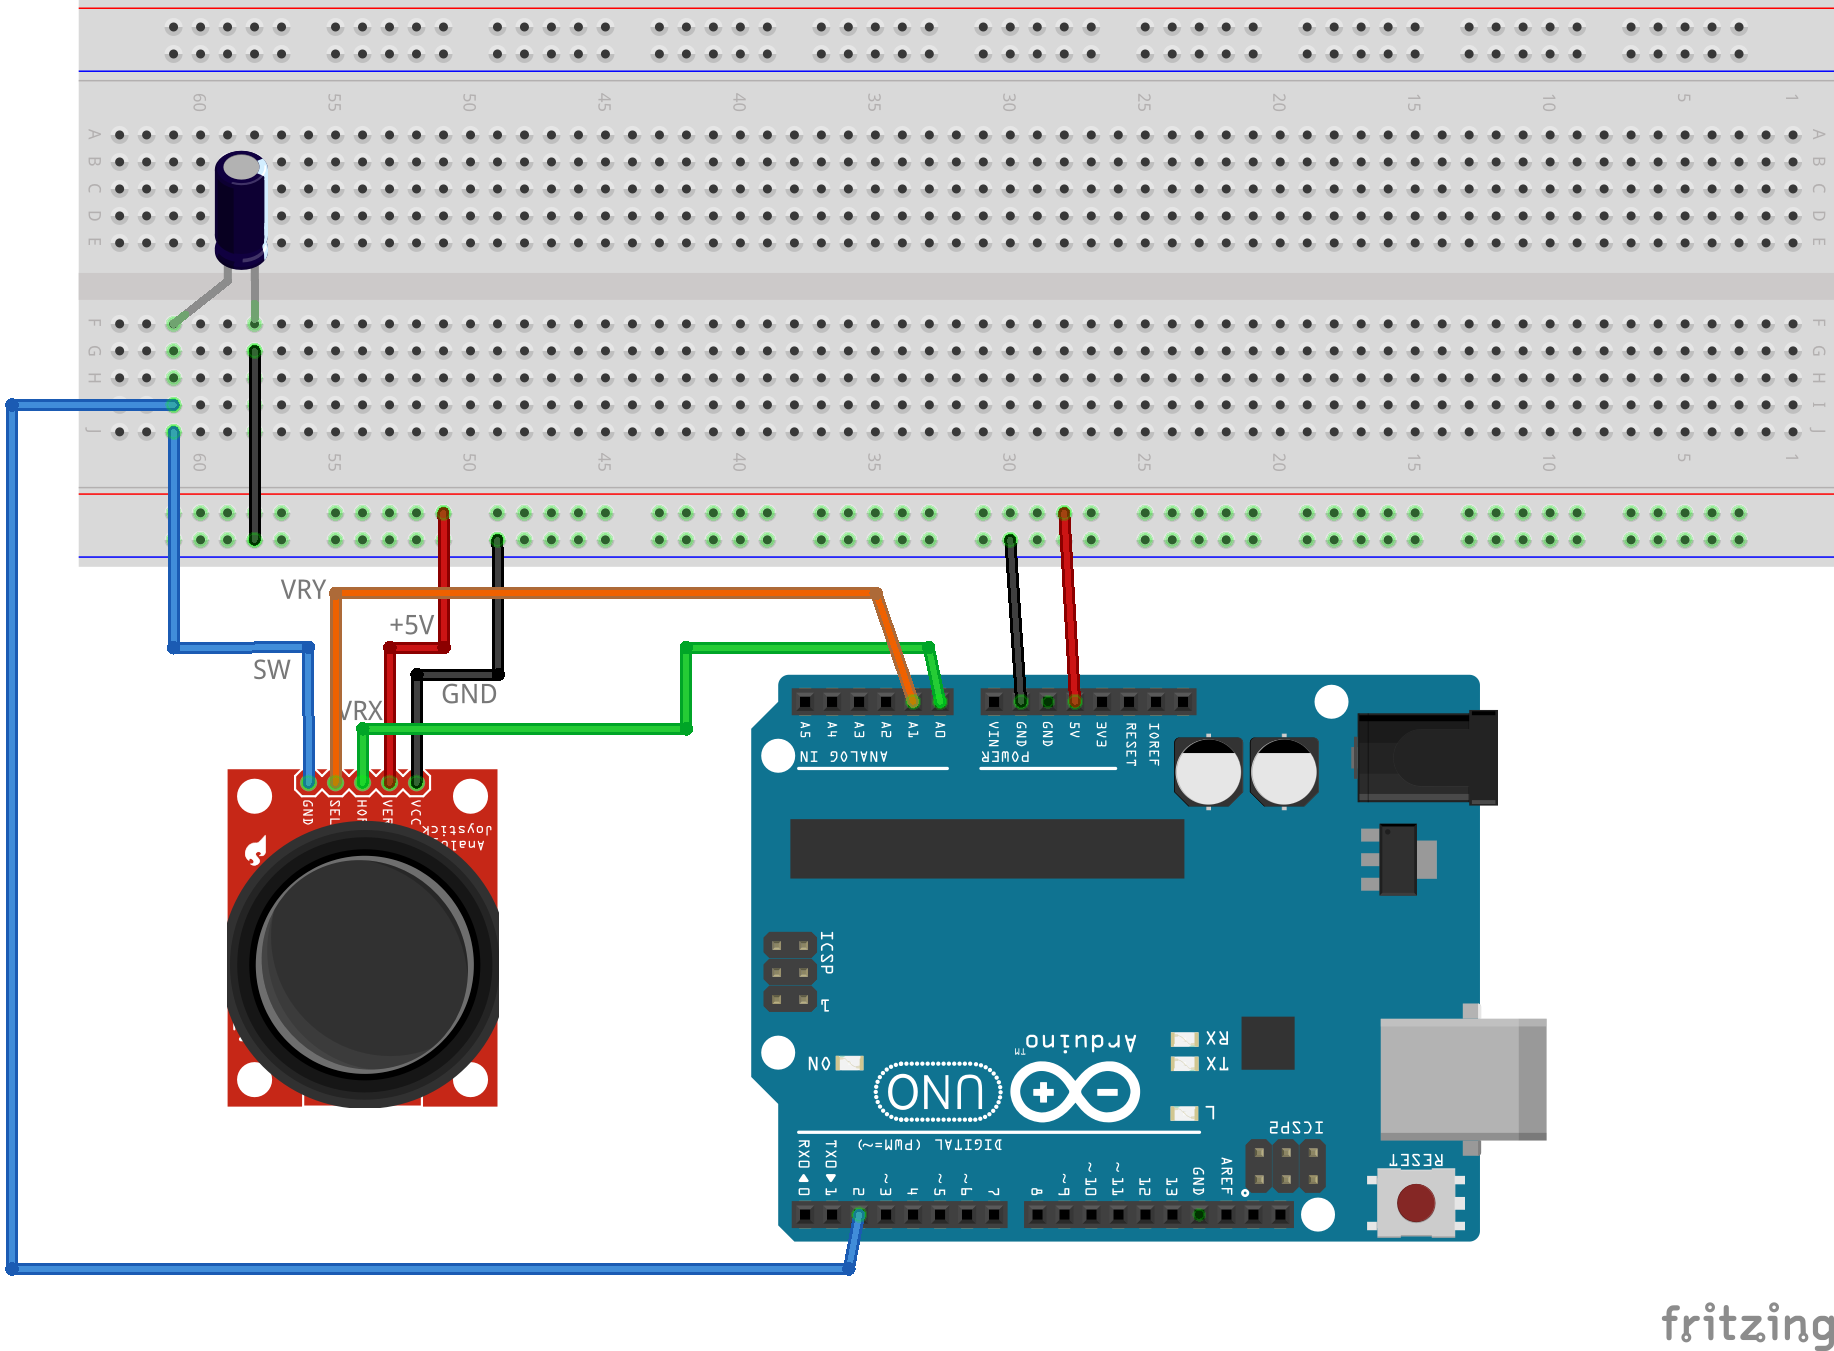 60 55 50 45 40 35 30 25 20 15 10 5 1
A A
B B
C C
D D
E E
F F
G G
H H
I
J J
60 55 50 45 40 35 30 25 20 15 10 5 1
VRY
+5V
SW
GND
VRX
A5 A4 A3 A2 A1 A0
ANALOG IN
VIN GND GND 5V 3V3 RESET IOREF
POWER
GND SEL HOR VER VCC
Joystick
ICSP
1
Arduino
TM
RX
TX
ON
UNO
L
DIGITAL (PWM=~)
ICSP2
RESET
RX0 TX0
0 1 2 ~3 4 ~5 ~6 7 8 ~9 ~10 ~11 12 13 GND AREF
fritzing